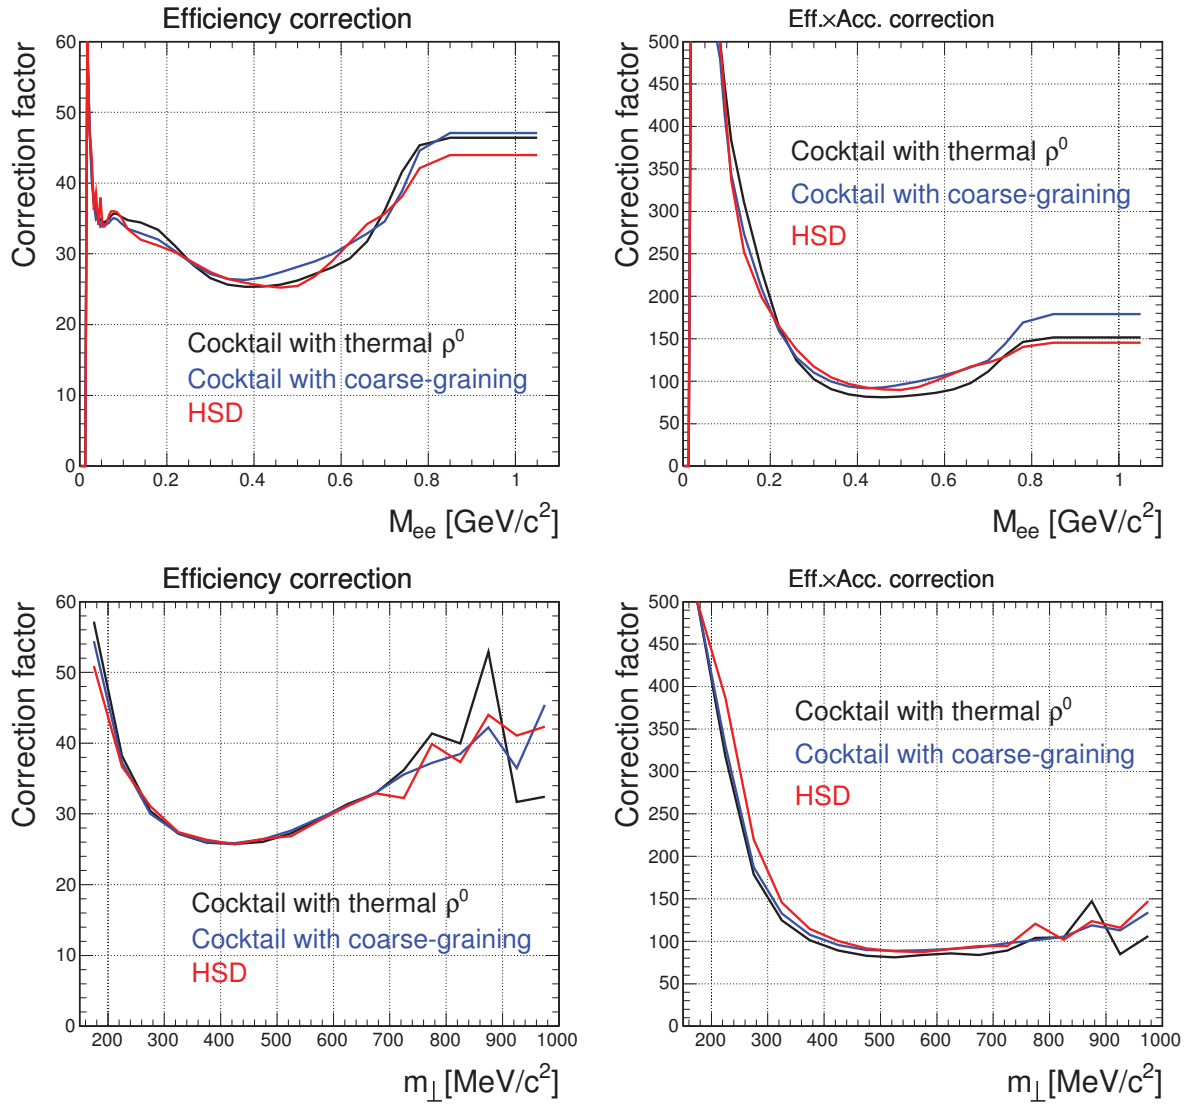 Efficiency correction
Correction factor
60
50
40
30
20
10
0
0 0.2 0.4 0.6 0.8 1
Cocktail with thermal ρ⁰
Cocktail with coarse-graining
HSD
M_ee [GeV/c²]
Eff.×Acc. correction
Correction factor
500
450
400
350
300
250
200
150
100
50
0
0 0.2 0.4 0.6 0.8 1
Cocktail with thermal ρ⁰
Cocktail with coarse-graining
HSD
M_ee [GeV/c²]
Efficiency correction
Correction factor
60
50
40
30
20
10
0
200 300 400 500 600 700 800 900 1000
Cocktail with thermal ρ⁰
Cocktail with coarse-graining
HSD
m_⊥ [MeV/c²]
Eff.×Acc. correction
Correction factor
500
450
400
350
300
250
200
150
100
50
0
200 300 400 500 600 700 800 900 1000
Cocktail with thermal ρ⁰
Cocktail with coarse-graining
HSD
m_⊥ [MeV/c²]